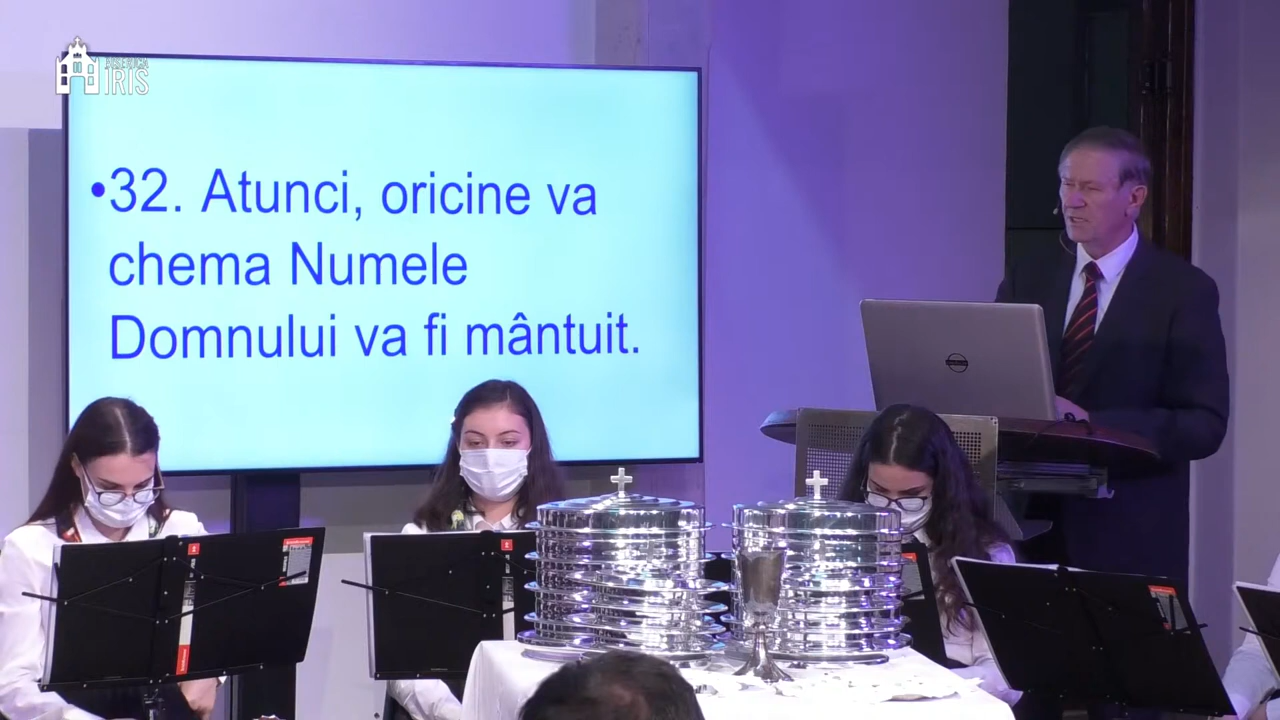 BISERICA
IRIS
•32. Atunci, oricine va
chema Numele
Domnului va fi mântuit.